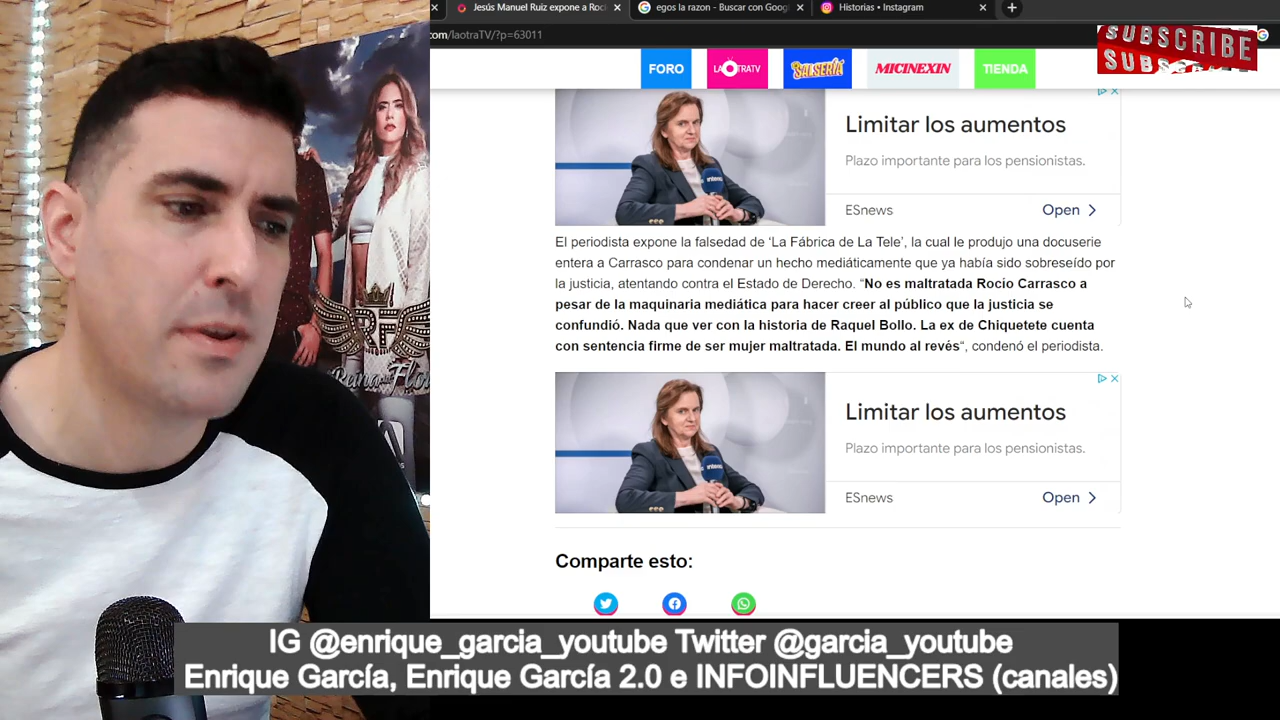 Jesús Manuel Ruiz expone a Roc
egos la razon - Buscar con Googl
Historias • Instagram
com/laotraTV/?p=63011
SUBSCRIBE
FORO
LAOTRATV
SALSERÍA
MICINEXIN
TIENDA
Limitar los aumentos
Plazo importante para los pensionistas.
ESnews
Open
El periodista expone la falsedad de ‘La Fábrica de La Tele’, la cual le produjo una docuserie
entera a Carrasco para condenar un hecho mediáticamente que ya había sido sobreseído por
la justicia, atentando contra el Estado de Derecho. “No es maltratada Rocío Carrasco a
pesar de la maquinaria mediática para hacer creer al público que la justicia se
confundió. Nada que ver con la historia de Raquel Bollo. La ex de Chiquetete cuenta
con sentencia firme de ser mujer maltratada. El mundo al revés“, condenó el periodista.
Limitar los aumentos
Plazo importante para los pensionistas.
ESnews
Open
Comparte esto:
IG @enrique_garcia_youtube Twitter @garcia_youtube
Enrique García, Enrique García 2.0 e INFOINFLUENCERS (canales)